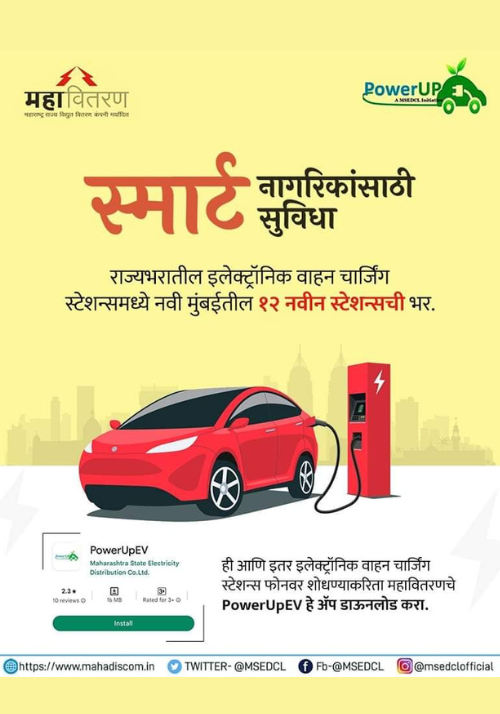 महावितरण
महाराष्ट्र राज्य विद्युत वितरण कंपनी मर्यादित
PowerUP
A MSEDCL Initiative
स्मार्ट नागरिकांसाठी
सुविधा
राज्यभरातील इलेक्ट्रॉनिक वाहन चार्जिंग
स्टेशन्समध्ये नवी मुंबईतील १२ नवीन स्टेशन्सची भर.
PowerUpEV
Maharashtra State Electricity
Distribution Co.Ltd.
2.3★
10 reviews
16 MB
3+
Rated for 3+
Install
ही आणि इतर इलेक्ट्रॉनिक वाहन चार्जिंग
स्टेशन्स फोनवर शोधण्याकरिता महावितरणचे
PowerUpEV हे ॲप डाऊनलोड करा.
https://www.mahadiscom.in TWITTER- @MSEDCL Fb-@MSEDCL @msedclofficial